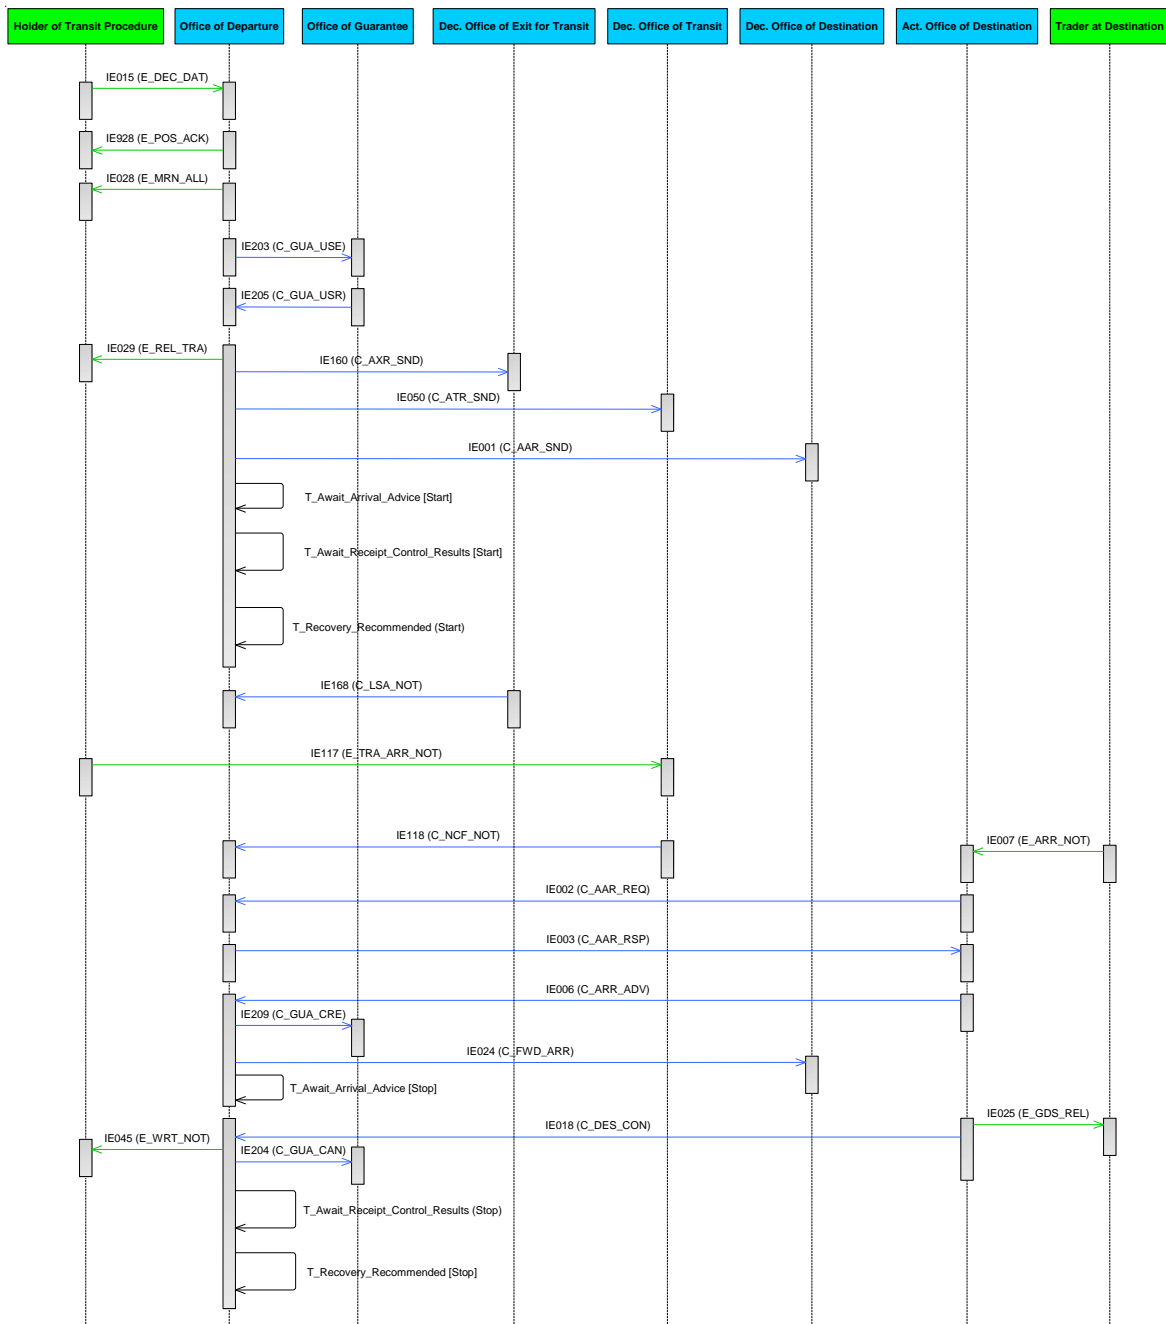 Holder of Transit Procedure
Office of Departure
Office of Guarantee
Dec. Office of Exit for Transit
Dec. Office of Transit
Dec. Office of Destination
Act. Office of Destination
Trader at Destination
IE015 (E_DEC_DAT)
IE928 (E_POS_ACK)
IE028 (E_MRN_ALL)
IE203 (C_GUA_USE)
IE205 (C_GUA_USR)
IE029 (E_REL_TRA)
IE160 (C_AXR_SND)
IE050 (C_ATR_SND)
IE001 (C_AAR_SND)
T_Await_Arrival_Advice [Start]
T_Await_Receipt_Control_Results [Start]
T_Recovery_Recommended (Start)
IE168 (C_LSA_NOT)
IE117 (E_TRA_ARR_NOT)
IE118 (C_NCF_NOT)
IE007 (E_ARR_NOT)
IE002 (C_AAR_REQ)
IE003 (C_AAR_RSP)
IE006 (C_ARR_ADV)
IE209 (C_GUA_CRE)
IE024 (C_FWD_ARR)
T_Await_Arrival_Advice [Stop]
IE025 (E_GDS_REL)
IE018 (C_DES_CON)
IE045 (E_WRT_NOT)
IE204 (C_GUA_CAN)
T_Await_Receipt_Control_Results (Stop)
T_Recovery_Recommended [Stop]